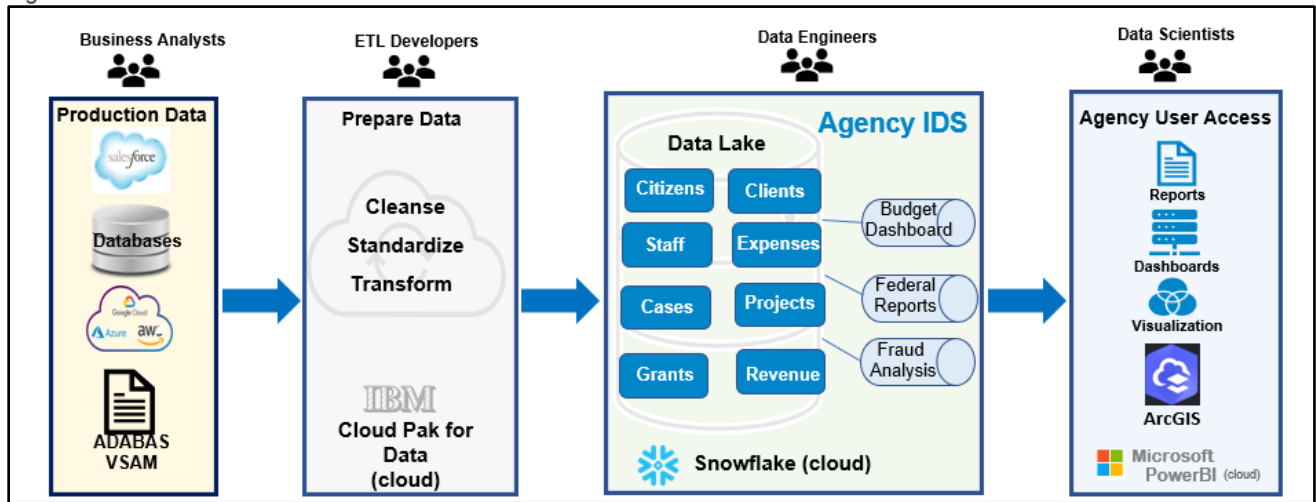 Business Analysts
ETL Developers
Data Engineers
Data Scientists
Production Data
salesforce
Databases
Google Cloud
Azure aws
ADABAS
VSAM
Prepare Data
Cleanse
Standardize
Transform
IBM
Cloud Pak for
Data
(cloud)
Agency IDS
Data Lake
Citizens
Clients
Staff
Expenses
Cases
Projects
Grants
Revenue
Budget
Dashboard
Federal
Reports
Fraud
Analysis
Snowflake (cloud)
Agency User Access
Reports
Dashboards
Visualization
ArcGIS
Microsoft
PowerBI (cloud)